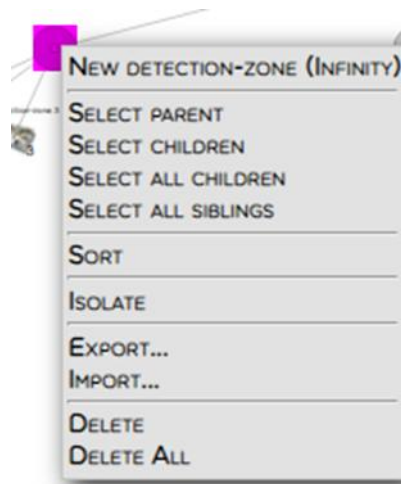 New detection-zone (Infinity)
Select parent
Select children
Select all children
Select all siblings
Sort
Isolate
Export...
Import...
Delete
Delete All